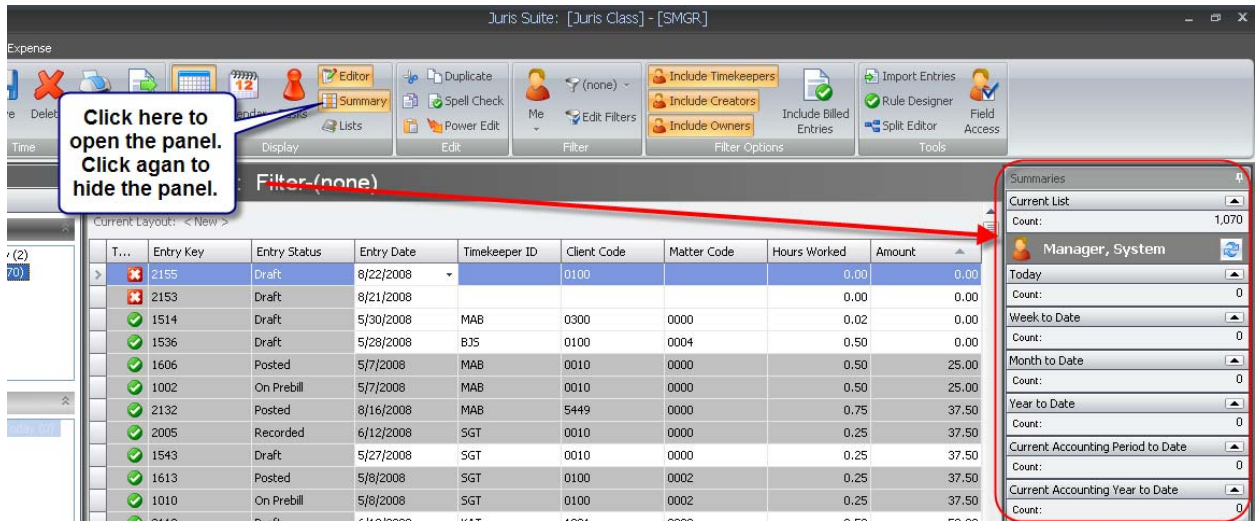 Juris Suite: [Juris Class] - [SMGR]
Expense
Editor
Summary
Lists
Duplicate
Spell Check
Power Edit
Me
(none)
Edit Filters
Include Timekeepers
Include Creators
Include Owners
Include Billed
Entries
Import Entries
Rule Designer
Split Editor
Field
Access
Time
Display
Edit
Filter
Filter Options
Tools
Click here to
open the panel.
Click agan to
hide the panel.
Filter-(none)
Current Layout: < New >
T... Entry Key Entry Status Entry Date Timekeeper ID Client Code Matter Code Hours Worked Amount
2155 Draft 8/22/2008 0100 0.00 0.00
2153 Draft 8/21/2008 0.00 0.00
1514 Draft 5/30/2008 MAB 0300 0000 0.02 0.00
1536 Draft 5/28/2008 BJS 0100 0004 0.50 0.00
1606 Posted 5/7/2008 MAB 0010 0000 0.50 25.00
1002 On Prebill 5/7/2008 MAB 0010 0000 0.50 25.00
2132 Posted 8/16/2008 MAB 5449 0000 0.75 37.50
2005 Recorded 6/12/2008 SGT 0010 0000 0.25 37.50
1543 Draft 5/27/2008 SGT 0010 0000 0.25 37.50
1613 Posted 5/8/2008 SGT 0100 0002 0.25 37.50
1010 On Prebill 5/8/2008 SGT 0100 0002 0.25 37.50
(2)
70)
Summaries
Current List
Count: 1,070
Manager, System
Today
Count: 0
Week to Date
Count: 0
Month to Date
Count: 0
Year to Date
Count: 0
Current Accounting Period to Date
Count: 0
Current Accounting Year to Date
Count: 0